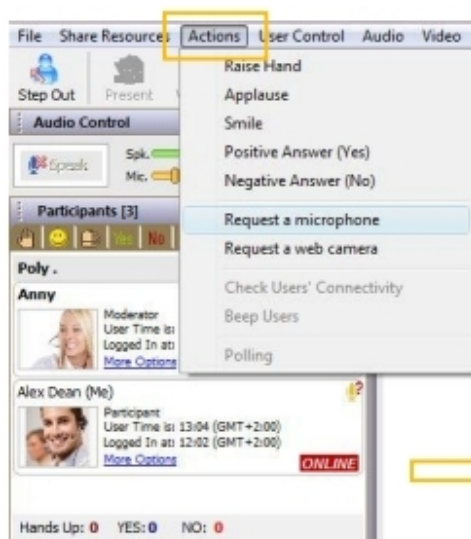 File Share Resources Actions User Control Audio Video
Step Out Present
Audio Control
Speak Spk.
Mic.
Participants [3]
Yes No
Poly .
Anny
Moderator
User Time is:
Logged In at:
More Options
Alex Dean (Me)
Participant
User Time is: 13:04 (GMT+2:00)
Logged In at: 12:02 (GMT+2:00)
More Options
ONLINE
Hands Up: 0 YES: 0 NO: 0
Raise Hand
Applause
Smile
Positive Answer (Yes)
Negative Answer (No)
Request a microphone
Request a web camera
Check Users' Connectivity
Beep Users
Polling